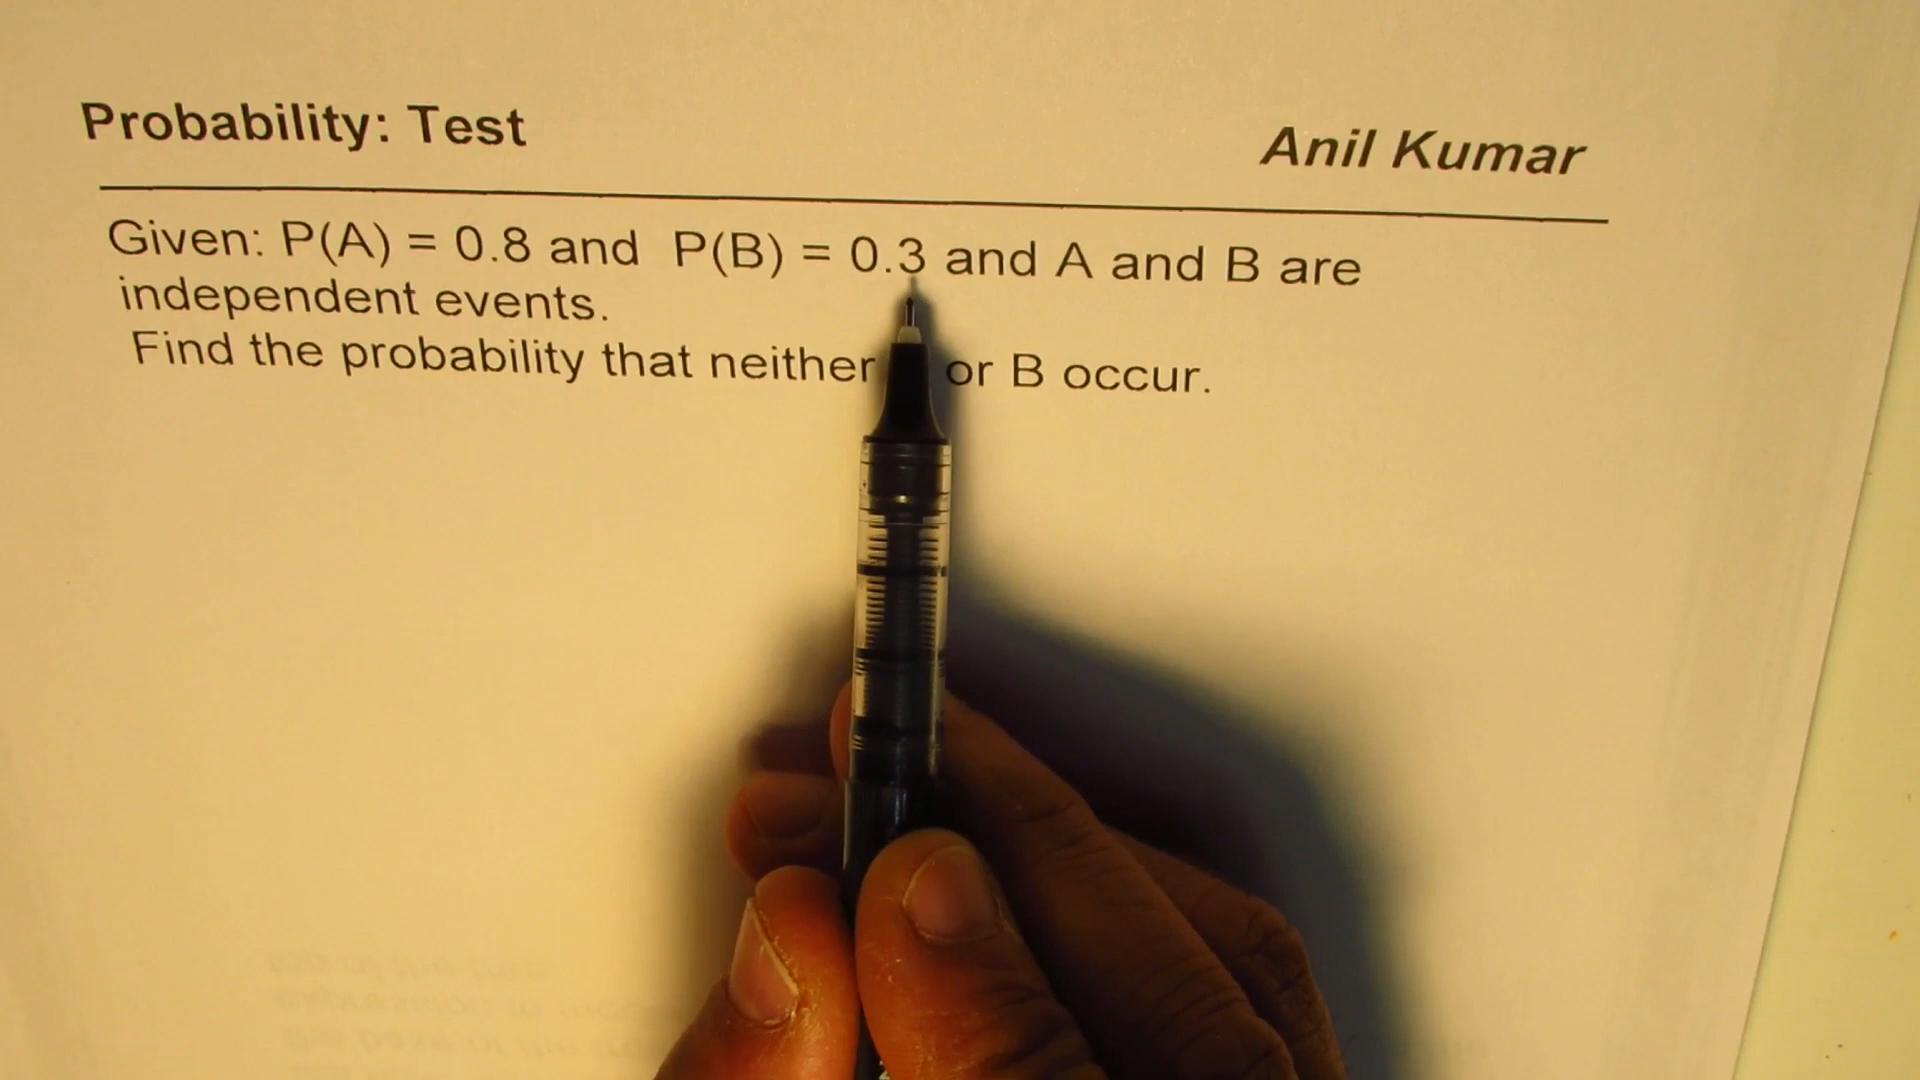 Probability: Test
Anil Kumar
Given: P(A) = 0.8 and P(B) = 0.3 and A and B are
independent events.
Find the probability that neither or B occur.